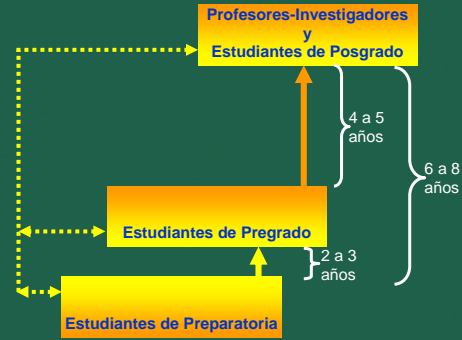 Profesores-Investigadores
y
Estudiantes de Posgrado
4 a 5
años
6 a 8
años
Estudiantes de Pregrado
2 a 3
años
Estudiantes de Preparatoria